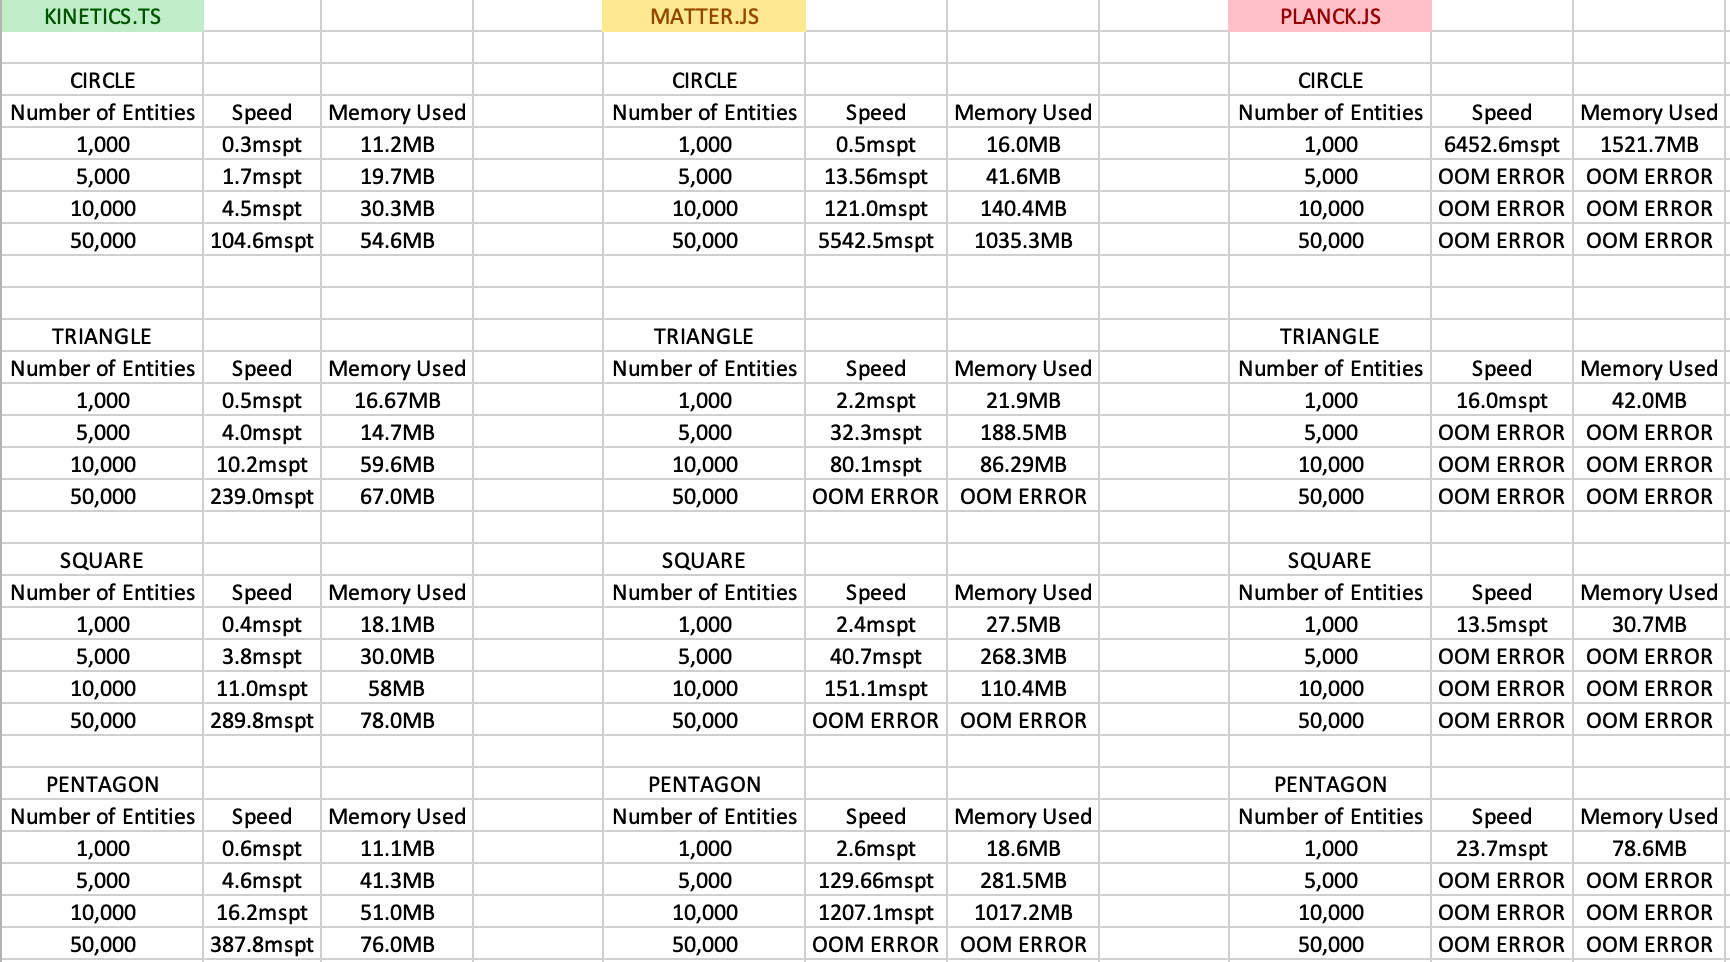 KINETICS.TS MATTER.JS PLANCK.JS
CIRCLE CIRCLE CIRCLE
Number of Entities Speed Memory Used Number of Entities Speed Memory Used Number of Entities Speed Memory Used
1,000 0.3mspt 11.2MB 1,000 0.5mspt 16.0MB 1,000 6452.6mspt 1521.7MB
5,000 1.7mspt 19.7MB 5,000 13.56mspt 41.6MB 5,000 OOM ERROR OOM ERROR
10,000 4.5mspt 30.3MB 10,000 121.0mspt 140.4MB 10,000 OOM ERROR OOM ERROR
50,000 104.6mspt 54.6MB 50,000 5542.5mspt 1035.3MB 50,000 OOM ERROR OOM ERROR
TRIANGLE TRIANGLE TRIANGLE
Number of Entities Speed Memory Used Number of Entities Speed Memory Used Number of Entities Speed Memory Used
1,000 0.5mspt 16.67MB 1,000 2.2mspt 21.9MB 1,000 16.0mspt 42.0MB
5,000 4.0mspt 14.7MB 5,000 32.3mspt 188.5MB 5,000 OOM ERROR OOM ERROR
10,000 10.2mspt 59.6MB 10,000 80.1mspt 86.29MB 10,000 OOM ERROR OOM ERROR
50,000 239.0mspt 67.0MB 50,000 OOM ERROR OOM ERROR 50,000 OOM ERROR OOM ERROR
SQUARE SQUARE SQUARE
Number of Entities Speed Memory Used Number of Entities Speed Memory Used Number of Entities Speed Memory Used
1,000 0.4mspt 18.1MB 1,000 2.4mspt 27.5MB 1,000 13.5mspt 30.7MB
5,000 3.8mspt 30.0MB 5,000 40.7mspt 268.3MB 5,000 OOM ERROR OOM ERROR
10,000 11.0mspt 58MB 10,000 151.1mspt 110.4MB 10,000 OOM ERROR OOM ERROR
50,000 289.8mspt 78.0MB 50,000 OOM ERROR OOM ERROR 50,000 OOM ERROR OOM ERROR
PENTAGON PENTAGON PENTAGON
Number of Entities Speed Memory Used Number of Entities Speed Memory Used Number of Entities Speed Memory Used
1,000 0.6mspt 11.1MB 1,000 2.6mspt 18.6MB 1,000 23.7mspt 78.6MB
5,000 4.6mspt 41.3MB 5,000 129.66mspt 281.5MB 5,000 OOM ERROR OOM ERROR
10,000 16.2mspt 51.0MB 10,000 1207.1mspt 1017.2MB 10,000 OOM ERROR OOM ERROR
50,000 387.8mspt 76.0MB 50,000 OOM ERROR OOM ERROR 50,000 OOM ERROR OOM ERROR